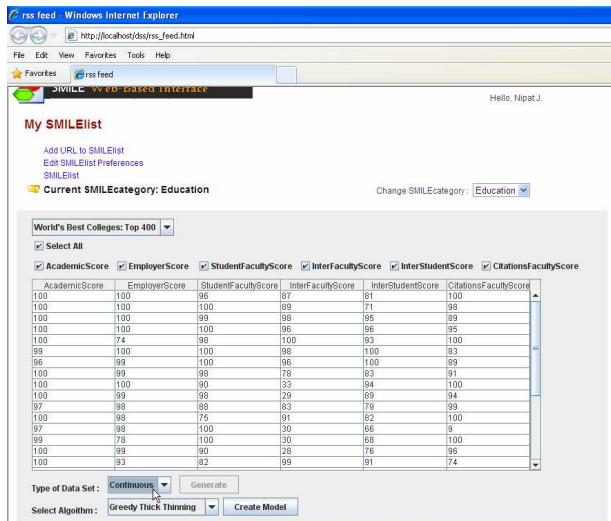 rss feed - Windows Internet Explorer
http://localhost/dss/rss_feed.html
File Edit View Favorites Tools Help
Favorites rss feed
SMILE Web-Based Interface
Hello, Nipat J.
My SMILElist
Add URL to SMILElist
Edit SMILElist Preferences
SMILElist
Current SMILEcategory: Education Change SMILEcategory: Education
World's Best Colleges: Top 400
Select All
AcademicScore EmployerScore StudentFacultyScore InterFacultyScore InterStudentScore CitationsFacultyScore
AcademicScore EmployerScore StudentFacultyScore InterFacultyScore InterStudentScore CitationsFacultyScore
100 100 96 87 81 100
100 100 100 89 71 98
100 100 99 98 95 89
100 100 100 96 96 95
100 74 98 100 93 100
99 100 100 98 100 83
96 99 100 96 100 89
100 99 98 78 83 91
100 100 90 33 94 100
100 99 98 29 89 94
97 98 88 83 79 99
100 98 75 91 82 100
97 98 100 30 66 9
99 78 100 30 68 100
100 99 90 28 76 96
100 93 82 99 91 74
Type of Data Set : Continuous Generate
Select Algoithm : Greedy Thick Thinning Create Model